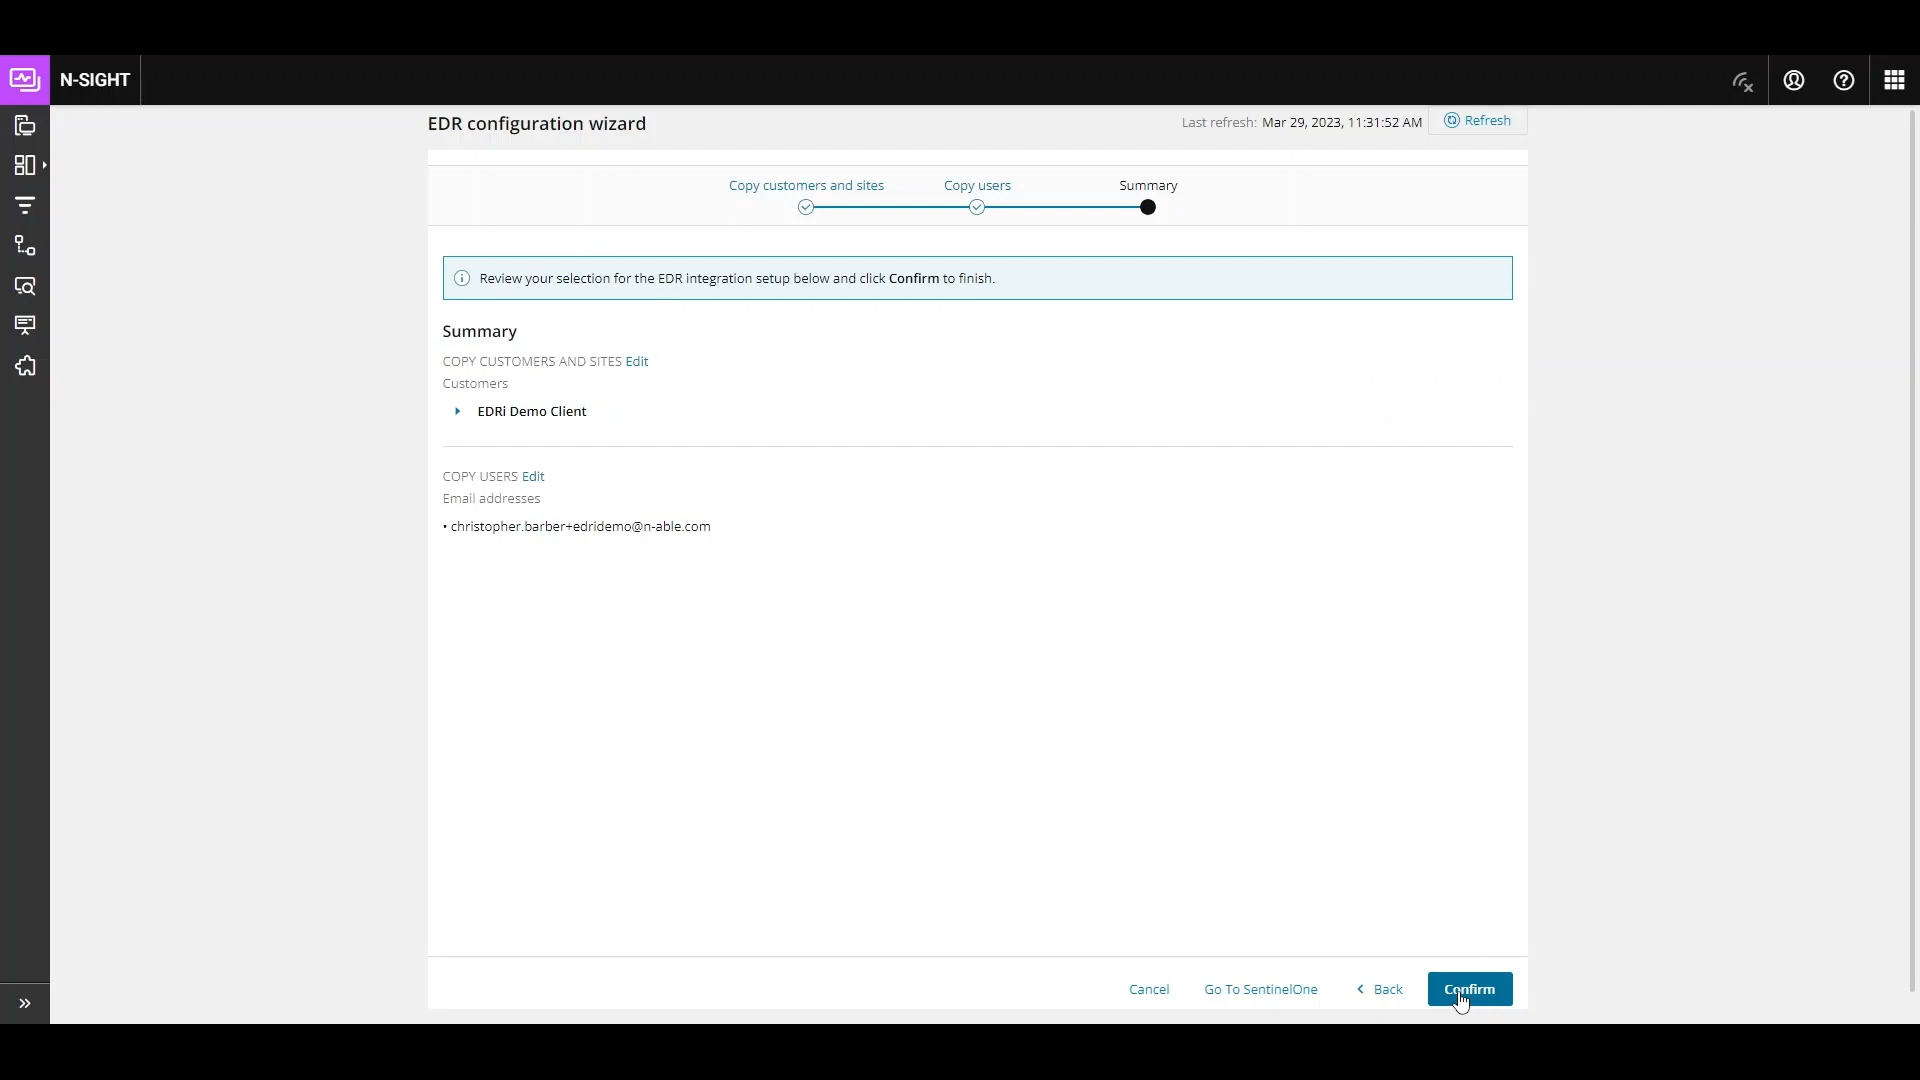 N-SIGHT
EDR configuration wizard
Last refresh: Mar 29, 2023, 11:31:52 AM
Refresh
Copy customers and sites
Copy users
Summary
Review your selection for the EDR integration setup below and click Confirm to finish.
Summary
COPY CUSTOMERS AND SITES Edit
Customers
EDRi Demo Client
COPY USERS Edit
Email addresses
• christopher.barber+edridemo@n-able.com
Cancel
Go To SentinelOne
Back
Confirm